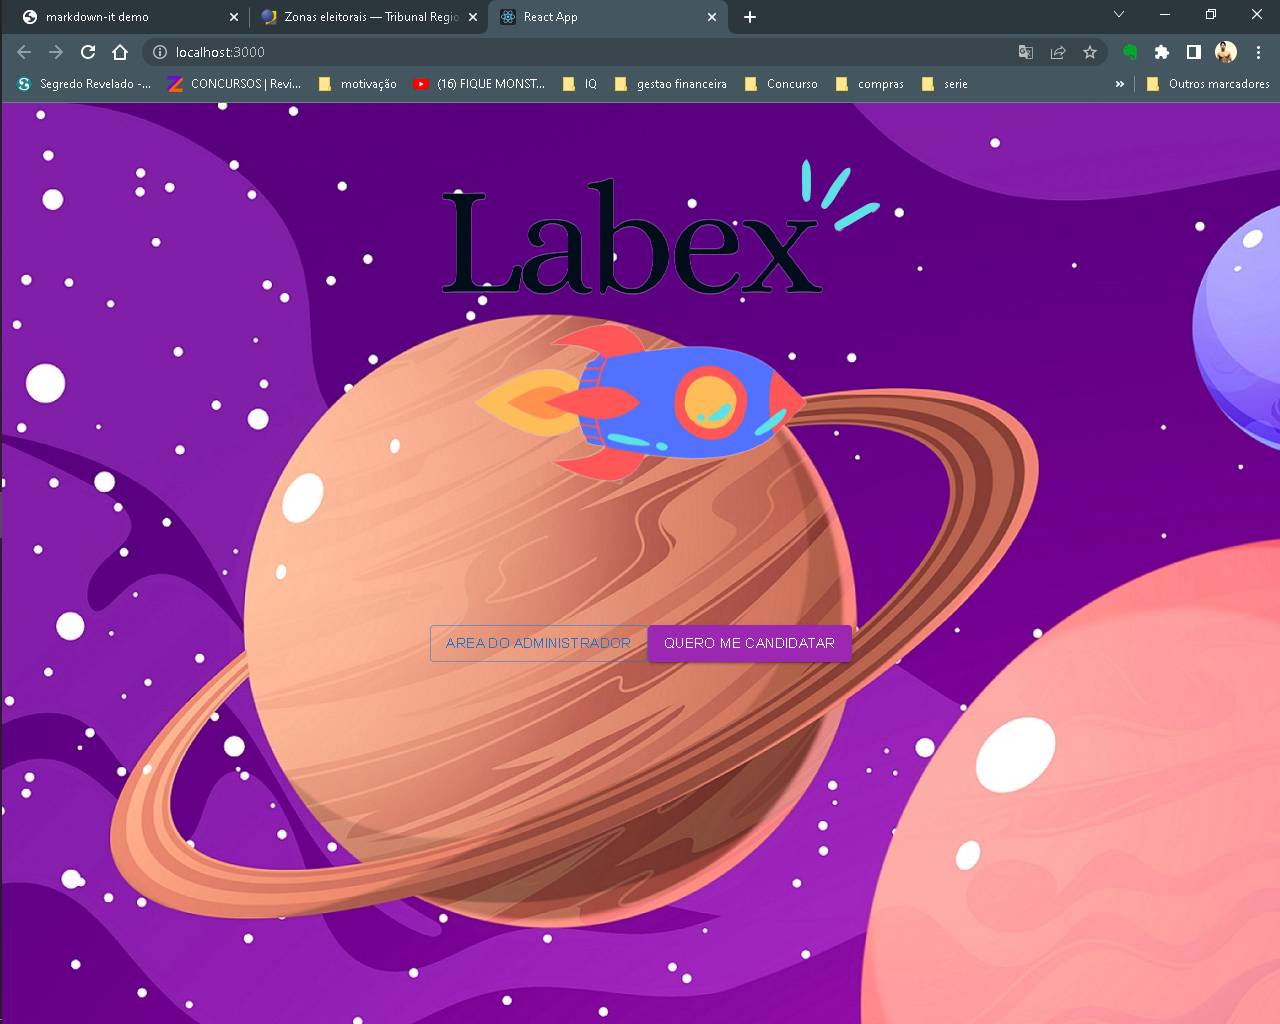 markdown-it demo
Zonas eleitorais — Tribunal Regio
React App
localhost:3000
Segredo Revelado -...
CONCURSOS | Revi...
motivação
(16) FIQUE MONST...
IQ
gestao financeira
Concurso
compras
serie
»
Outros marcadores
Labex
AREA DO ADMINISTRADOR
QUERO ME CANDIDATAR